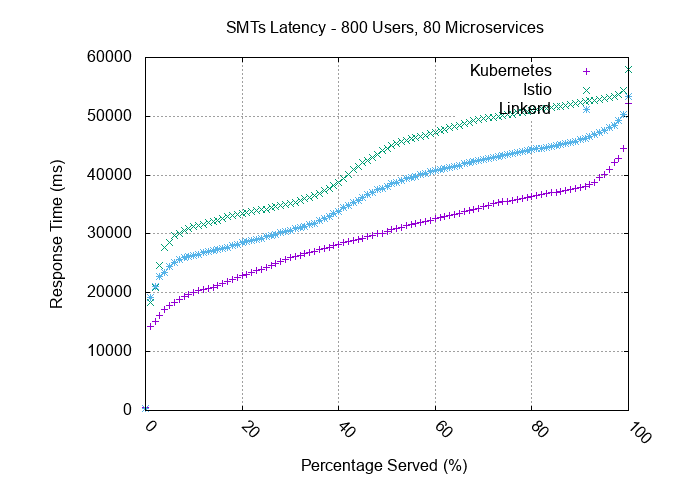 SMTs Latency - 800 Users, 80 Microservices
60000
50000
40000
30000
20000
10000
0
Response Time (ms)
Kubernetes
Istio
Linkerd
0
20
40
60
80
100
Percentage Served (%)